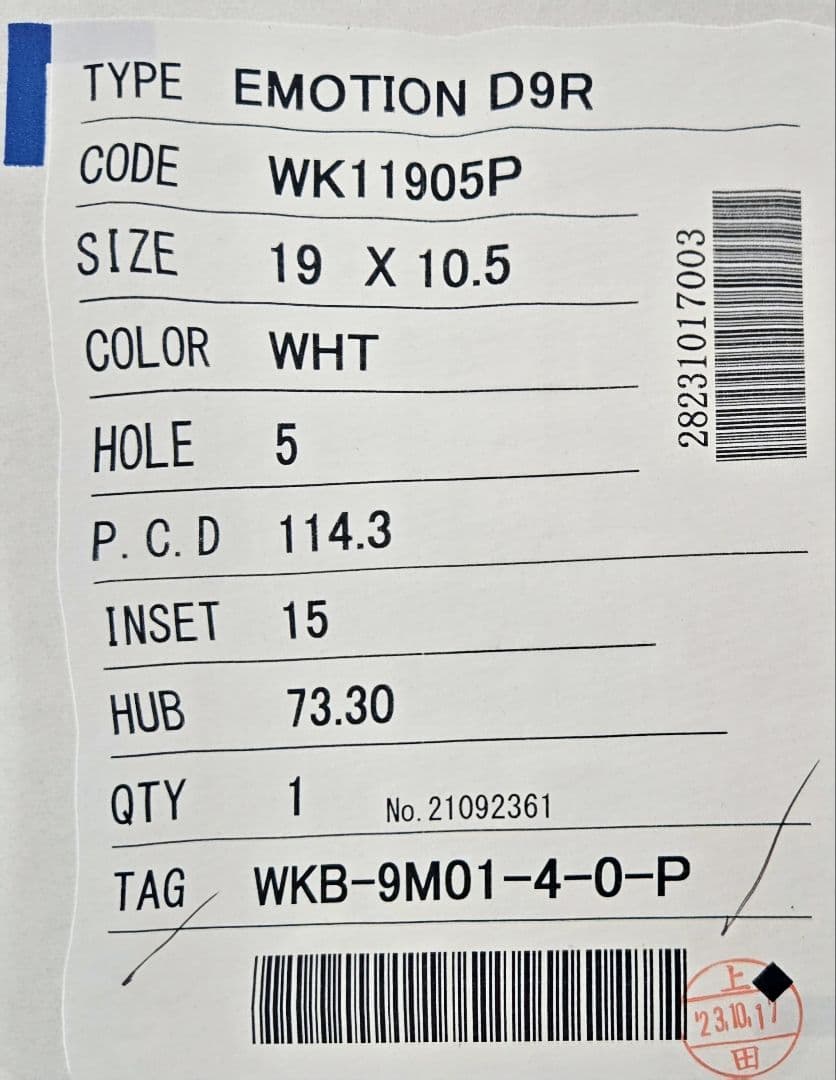 TYPE EMOTION D9R
CODE WK11905P
SIZE 19 X 10.5
COLOR WHT
HOLE 5
P.C.D 114.3
INSET 15
HUB 73.30
QTY 1 No. 21092361
TAG WKB-9M01-4-0-P
28231017003
上
'23.10.17
田